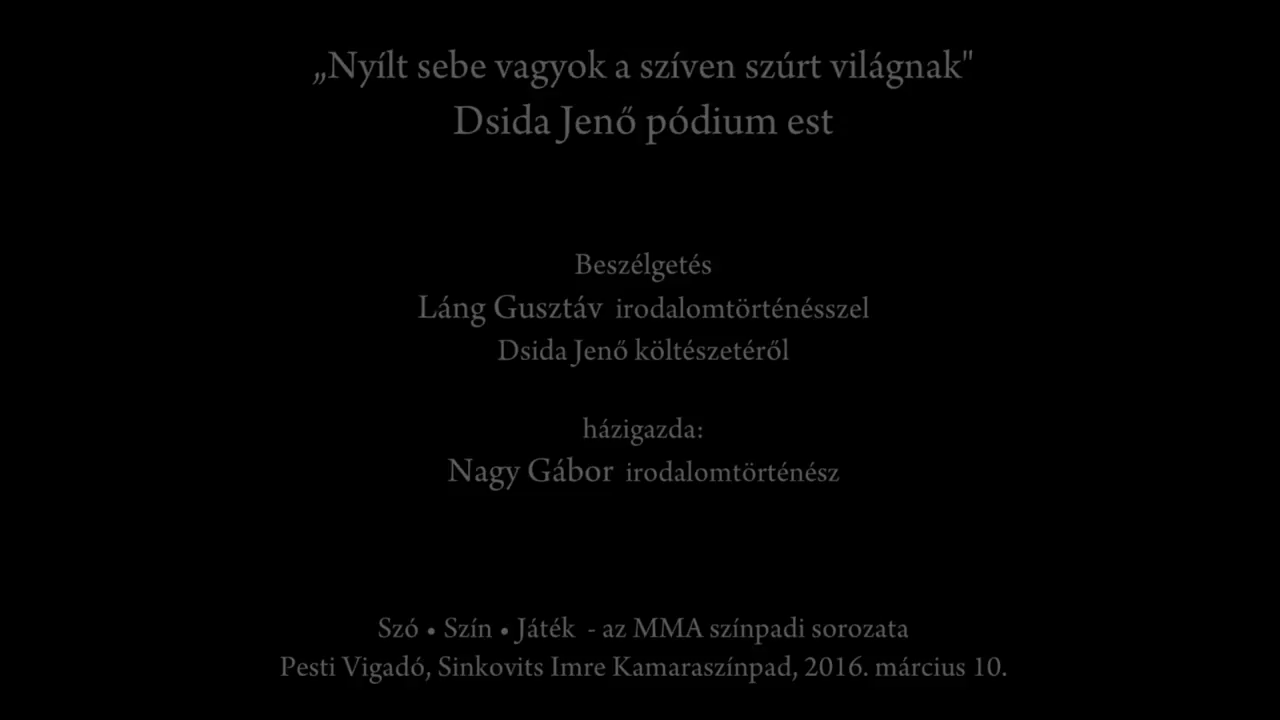 „Nyílt sebe vagyok a szíven szúrt világnak"
Dsida Jenő pódium est
Beszélgetés
Láng Gusztáv irodalomtörténésszel
Dsida Jenő költészetéről
házigazda:
Nagy Gábor irodalomtörténész
Szó • Szín • Játék - az MMA színpadi sorozata
Pesti Vigadó, Sinkovits Imre Kamaraszínpad, 2016. március 10.